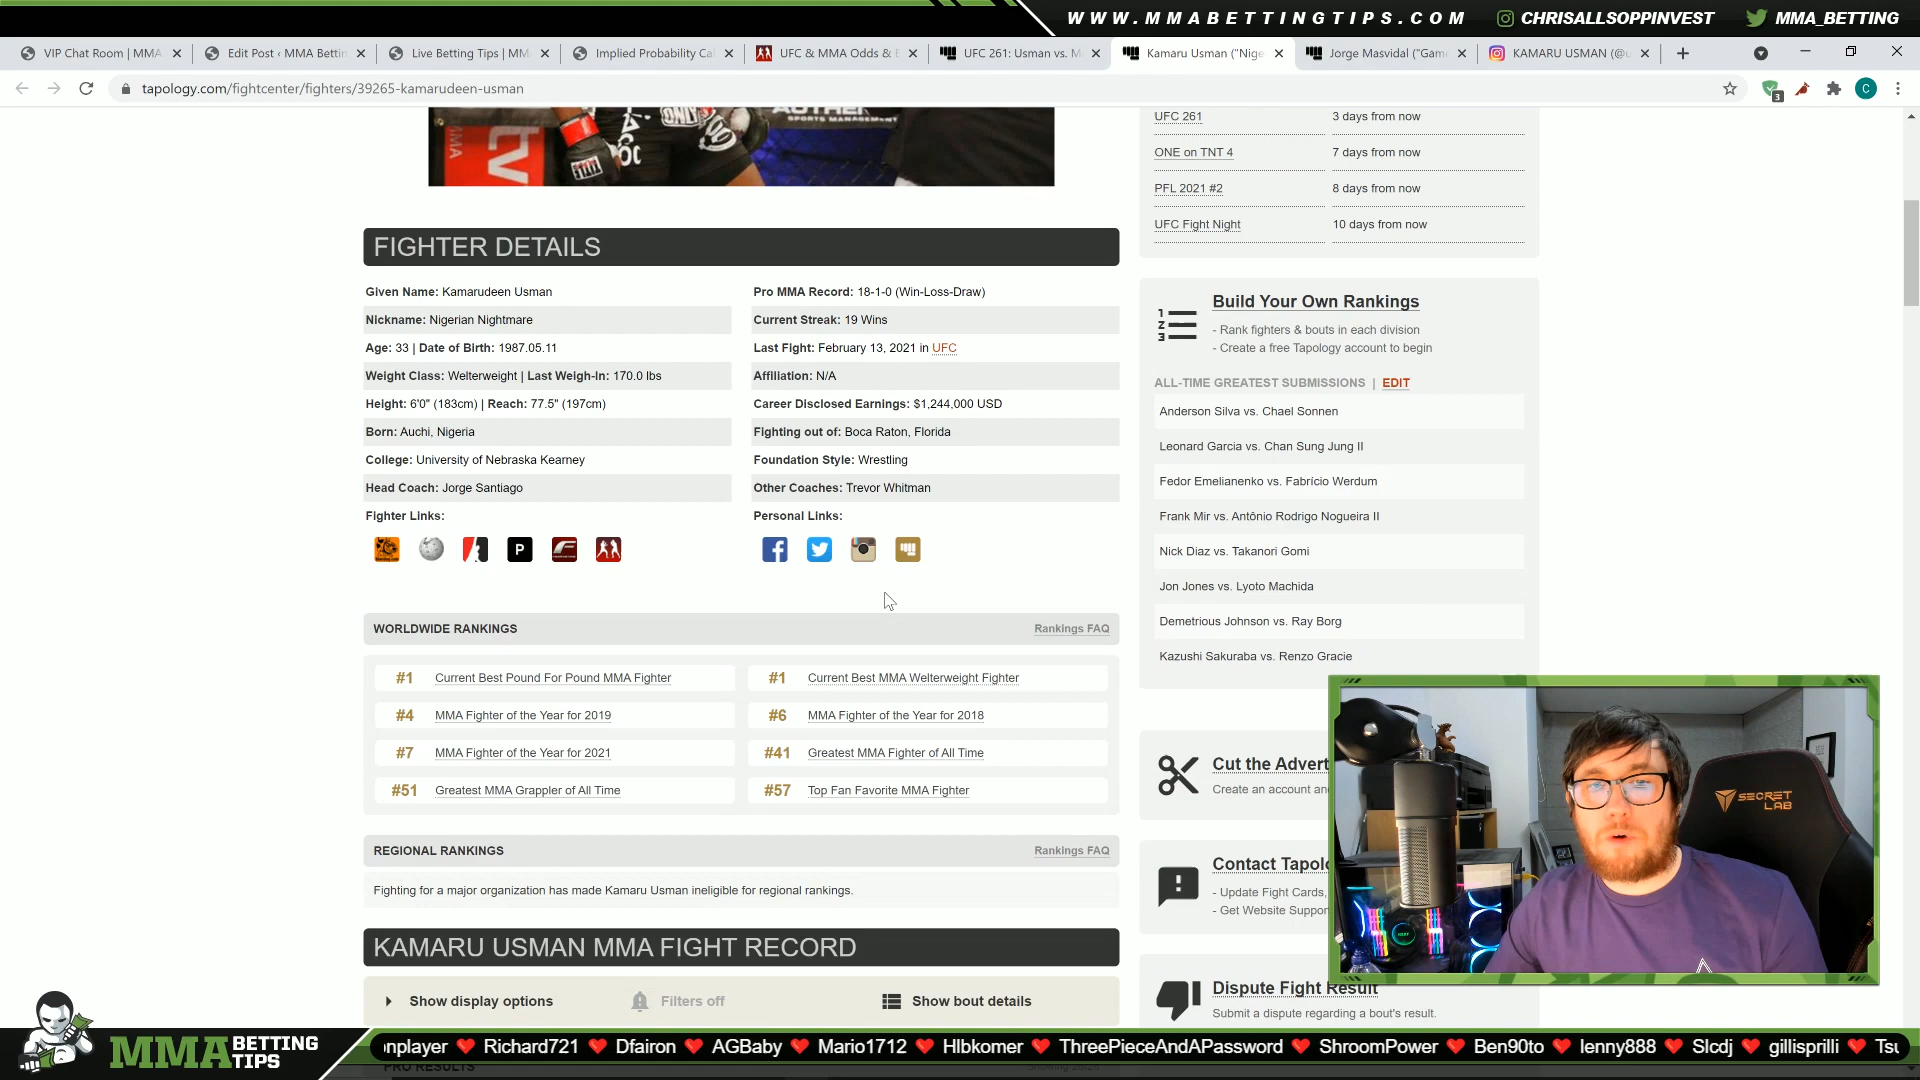 WWW.MMABETTINGTIPS.COM
CHRISALLSOPPINVEST
MMA_BETTING
VIP Chat Room | MMA
Edit Post ‹ MMA Bettin
Live Betting Tips | MM
Implied Probability Cal
UFC & MMA Odds & B
UFC 261: Usman vs. M
Kamaru Usman ("Nige
Jorge Masvidal ("Game
KAMARU USMAN (@u
tapology.com/fightcenter/fighters/39265-kamarudeen-usman
3
C
UFC 261 3 days from now
ONE on TNT 4 7 days from now
PFL 2021 #2 8 days from now
UFC Fight Night 10 days from now
FIGHTER DETAILS
Given Name: Kamarudeen Usman
Pro MMA Record: 18-1-0 (Win-Loss-Draw)
Nickname: Nigerian Nightmare
Current Streak: 19 Wins
Age: 33 | Date of Birth: 1987.05.11
Last Fight: February 13, 2021 in UFC
Weight Class: Welterweight | Last Weigh-In: 170.0 lbs
Affiliation: N/A
Height: 6'0" (183cm) | Reach: 77.5" (197cm)
Career Disclosed Earnings: $1,244,000 USD
Born: Auchi, Nigeria
Fighting out of: Boca Raton, Florida
College: University of Nebraska Kearney
Foundation Style: Wrestling
Head Coach: Jorge Santiago
Other Coaches: Trevor Whitman
Fighter Links:
Personal Links:
P
WORLDWIDE RANKINGS
Rankings FAQ
#1 Current Best Pound For Pound MMA Fighter
#1 Current Best MMA Welterweight Fighter
#4 MMA Fighter of the Year for 2019
#6 MMA Fighter of the Year for 2018
#7 MMA Fighter of the Year for 2021
#41 Greatest MMA Fighter of All Time
#51 Greatest MMA Grappler of All Time
#57 Top Fan Favorite MMA Fighter
REGIONAL RANKINGS
Rankings FAQ
Fighting for a major organization has made Kamaru Usman ineligible for regional rankings.
KAMARU USMAN MMA FIGHT RECORD
Show display options
Filters off
Show bout details
Build Your Own Rankings
- Rank fighters & bouts in each division
- Create a free Tapology account to begin
ALL-TIME GREATEST SUBMISSIONS | EDIT
Anderson Silva vs. Chael Sonnen
Leonard Garcia vs. Chan Sung Jung II
Fedor Emelianenko vs. Fabrício Werdum
Frank Mir vs. Antônio Rodrigo Nogueira II
Nick Diaz vs. Takanori Gomi
Jon Jones vs. Lyoto Machida
Demetrious Johnson vs. Ray Borg
Kazushi Sakuraba vs. Renzo Gracie
Cut the Advert
Create an account an
Contact Tapolo
- Update Fight Cards,
- Get Website Suppor
Dispute Fight Result
Submit a dispute regarding a bout's result.
SECRET
LAB
MMA BETTING
TIPS
onplayer Richard721 Dfairon AGBaby Mario1712 Hlbkomer ThreePieceAndAPassword ShroomPower Ben90to lenny888 Slcdj gillisprilli Tsu
PRO RESULTS